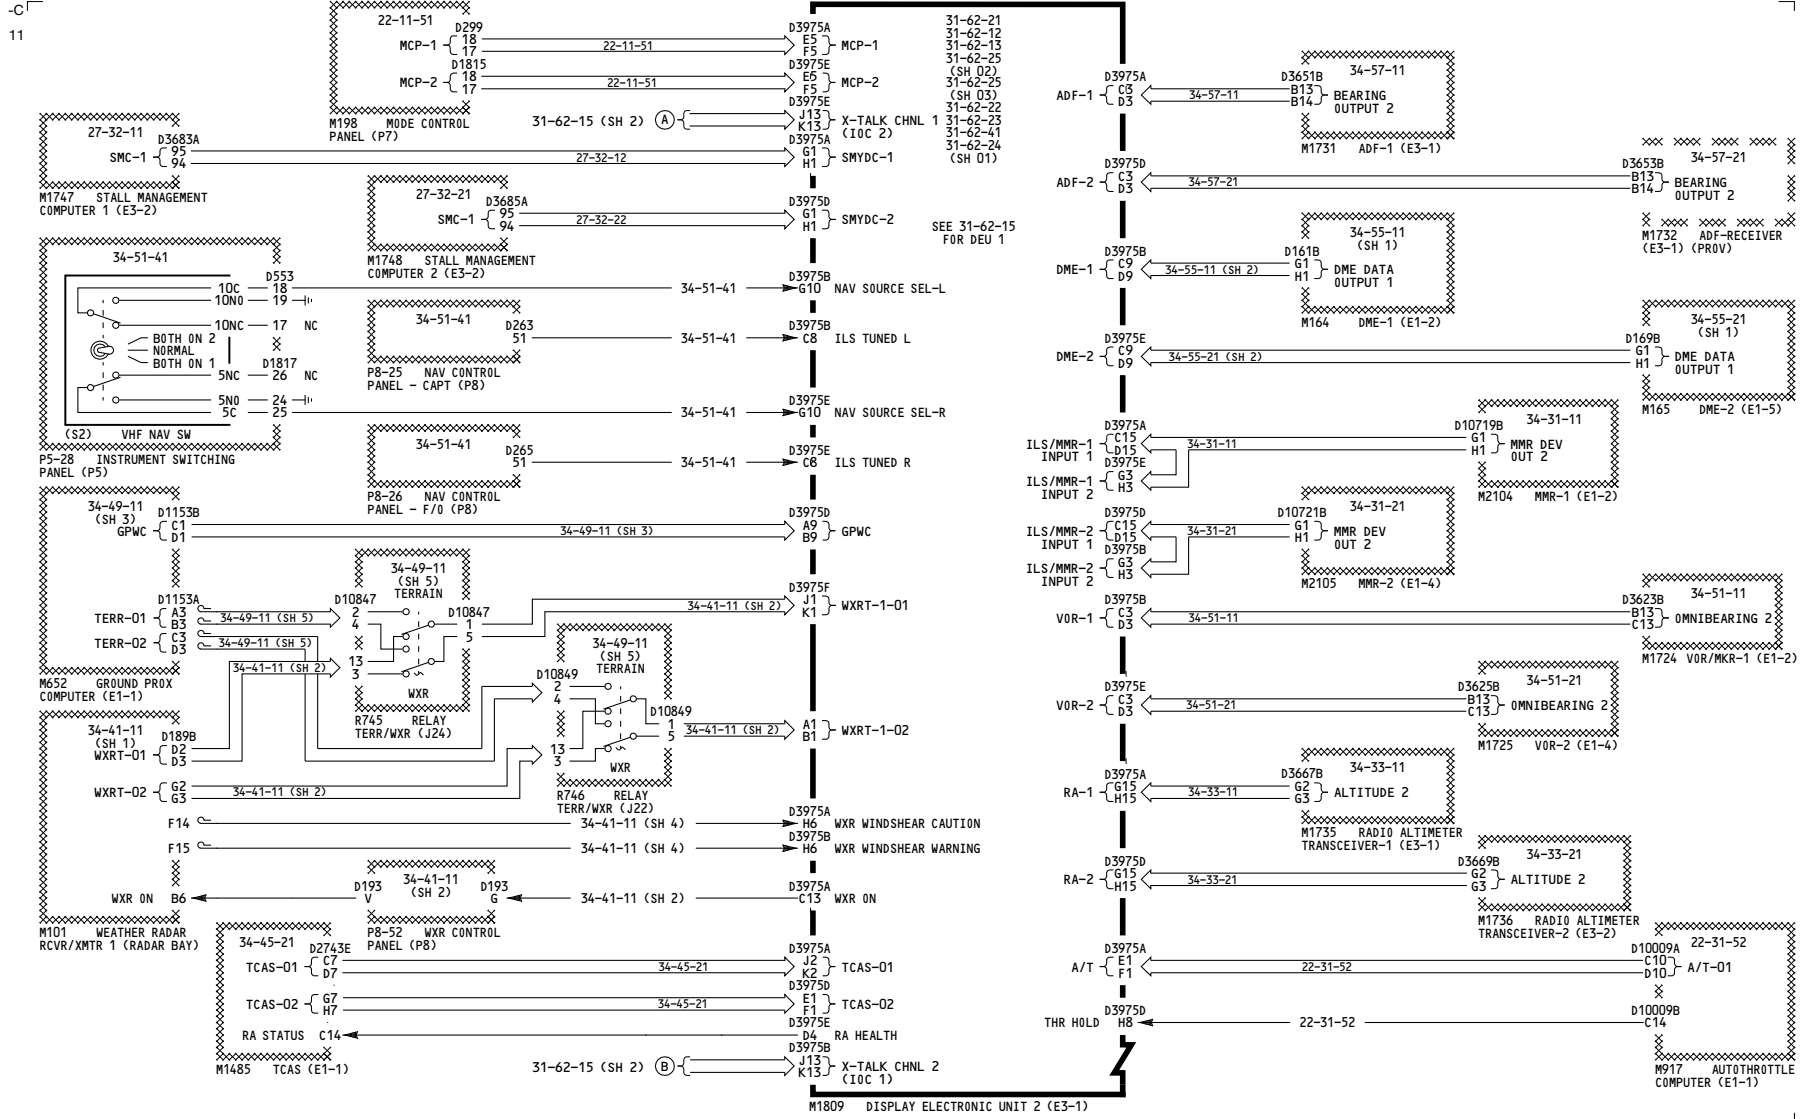 -C
11
22-11-51
D299
MCP-1 18
17
22-11-51
D3975A
E5
F5
MCP-1
D1815
MCP-2 18
17
22-11-51
D3975E
E6
F5
MCP-2
M198 MODE CONTROL
PANEL (P7)
31-62-15 (SH 2) A
D3975E
J13
K13
X-TALK CHNL 1
(IOC 2)
31-62-21
31-62-12
31-62-13
31-62-25
(SH 02)
31-62-25
(SH 03)
31-62-22
31-62-23
31-62-41
31-62-24
(SH 01)
27-32-11
D3683A
SMC-1 95
94
27-32-12
D3975A
G1
H1
SMYDC-1
M1747 STALL MANAGEMENT
COMPUTER 1 (E3-2)
27-32-21
D3685A
SMC-1 95
94
27-32-22
D3975D
G1
H1
SMYDC-2
M1748 STALL MANAGEMENT
COMPUTER 2 (E3-2)
SEE 31-62-15
FOR DEU 1
34-51-41
D553
10C 18
34-51-41
D3975B
G10 NAV SOURCE SEL-L
10NO 19
10NC 17 NC
BOTH ON 2
NORMAL
BOTH ON 1
D1817
5NC 26 NC
5NO 24
5C 25
34-51-41
D3975E
G10 NAV SOURCE SEL-R
(S2) VHF NAV SW
P5-28 INSTRUMENT SWITCHING
PANEL (P5)
34-51-41
D263
51
34-51-41
D3975B
C8 ILS TUNED L
P8-25 NAV CONTROL
PANEL - CAPT (P8)
34-51-41
D265
51
34-51-41
D3975E
C8 ILS TUNED R
P8-26 NAV CONTROL
PANEL - F/O (P8)
34-49-11
(SH 3)
D1153B
GPWC C1
D1
34-49-11 (SH 3)
D3975D
A9
B9
GPWC
D1153A
TERR-01 A3
B3
34-49-11 (SH 5)
TERR-02 C3
D3
34-49-11 (SH 5)
34-41-11 (SH 2)
M652 GROUND PROX
COMPUTER (E1-1)
34-49-11
(SH 5)
TERRAIN
D10847
2
4
13
3
D10847
1
5
WXR
R745 RELAY
TERR/WXR (J24)
34-41-11 (SH 2)
D3975F
J1
K1
WXRT-1-01
34-49-11
(SH 5)
TERRAIN
D10849
2
4
13
3
D10849
1
5
WXR
R746 RELAY
TERR/WXR (J22)
34-41-11 (SH 2)
A1
B1
WXRT-1-02
34-41-11
(SH 1)
D189B
WXRT-01 D2
D3
WXRT-02 G2
G3
34-41-11 (SH 2)
F14
34-41-11 (SH 4)
D3975A
H6 WXR WINDSHEAR CAUTION
F15
34-41-11 (SH 4)
D3975B
H6 WXR WINDSHEAR WARNING
WXR ON B6
D193
V
34-41-11
(SH 2)
D193
G
34-41-11 (SH 2)
D3975A
C13 WXR ON
M101 WEATHER RADAR
RCVR/XMTR 1 (RADAR BAY)
P8-52 WXR CONTROL
PANEL (P8)
34-45-21
D2743E
TCAS-01 C7
D7
34-45-21
D3975A
J2
K2
TCAS-01
TCAS-02 G7
H7
34-45-21
D3975D
E1
F1
TCAS-02
RA STATUS C14
D3975E
D4 RA HEALTH
M1485 TCAS (E1-1)
31-62-15 (SH 2) B
D3975B
J13
K13
X-TALK CHNL 2
(IOC 1)
M1809 DISPLAY ELECTRONIC UNIT 2 (E3-1)
ADF-1
D3975A
C3
D3
34-57-11
D3651B
B13
B14
34-57-11
BEARING
OUTPUT 2
M1731 ADF-1 (E3-1)
ADF-2
D3975D
C3
D3
34-57-21
D3653B
B13
B14
34-57-21
BEARING
OUTPUT 2
M1732 ADF-RECEIVER
(E3-1) (PROV)
DME-1
D3975B
C9
D9
34-55-11 (SH 2)
D161B
G1
H1
34-55-11
(SH 1)
DME DATA
OUTPUT 1
M164 DME-1 (E1-2)
DME-2
D3975E
C9
D9
34-55-21 (SH 2)
D169B
G1
H1
34-55-21
(SH 1)
DME DATA
OUTPUT 1
M165 DME-2 (E1-5)
ILS/MMR-1
INPUT 1
D3975A
C15
D15
34-31-11
D10719B
G1
H1
34-31-11
MMR DEV
OUT 2
M2104 MMR-1 (E1-2)
ILS/MMR-1
INPUT 2
D3975E
G3
H3
ILS/MMR-2
INPUT 1
D3975D
C15
D15
34-31-21
D10721B
G1
H1
34-31-21
MMR DEV
OUT 2
M2105 MMR-2 (E1-4)
ILS/MMR-2
INPUT 2
D3975B
G3
H3
VOR-1
D3975B
C3
D3
34-51-11
D3623B
B13
C13
34-51-11
OMNIBEARING 2
M1724 VOR/MKR-1 (E1-2)
VOR-2
D3975E
C3
D3
34-51-21
D3625B
B13
C13
34-51-21
OMNIBEARING 2
M1725 VOR-2 (E1-4)
RA-1
D3975A
G15
H15
34-33-11
D3667B
G2
G3
34-33-11
ALTITUDE 2
M1735 RADIO ALTIMETER
TRANSCEIVER-1 (E3-1)
RA-2
D3975D
G15
H15
34-33-21
D3669B
G2
G3
34-33-21
ALTITUDE 2
M1736 RADIO ALTIMETER
TRANSCEIVER-2 (E3-2)
A/T
D3975A
E1
F1
22-31-52
D10009A
C10
D10
22-31-52
A/T-01
THR HOLD
D3975D
H8
22-31-52
D10009B
C14
M917 AUTOTHROTTLE
COMPUTER (E1-1)